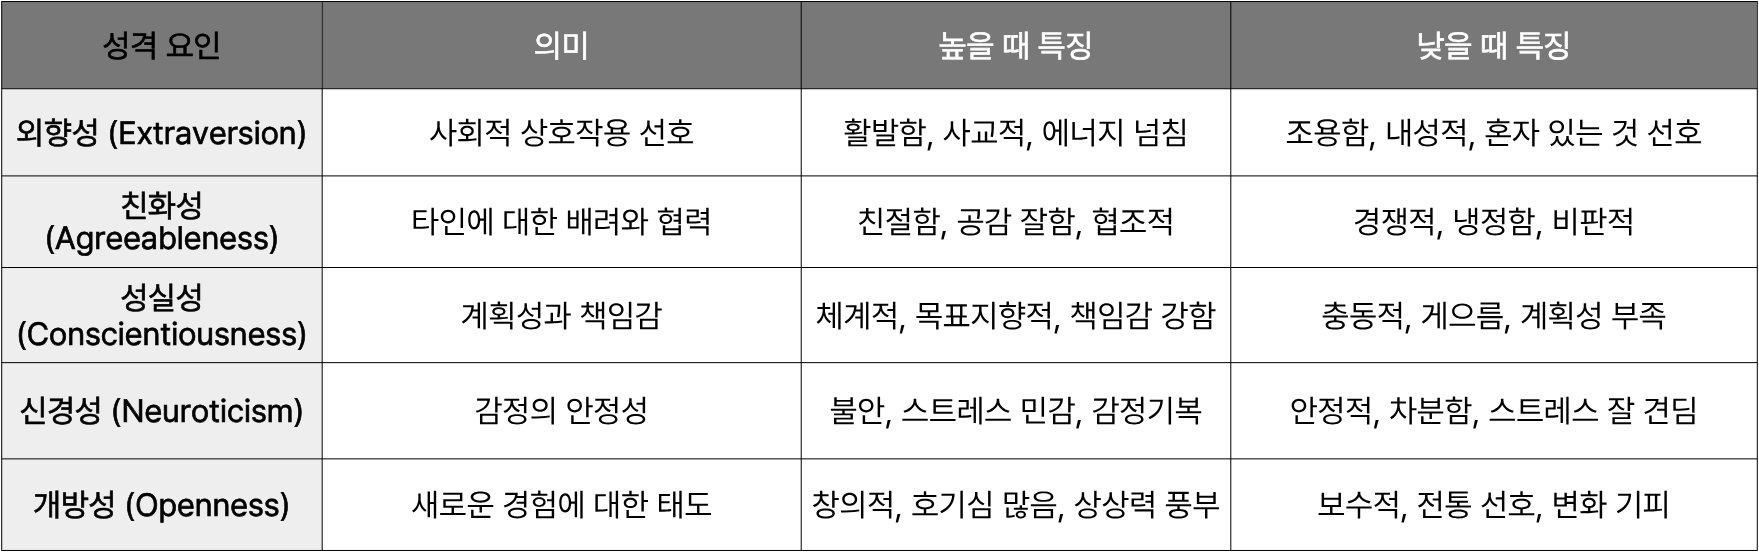 성격 요인 의미 높을 때 특징 낮을 때 특징
외향성 (Extraversion) 사회적 상호작용 선호 활발함, 사교적, 에너지 넘침 조용함, 내성적, 혼자 있는 것 선호
친화성
(Agreeableness) 타인에 대한 배려와 협력 친절함, 공감 잘함, 협조적 경쟁적, 냉정함, 비판적
성실성
(Conscientiousness) 계획성과 책임감 체계적, 목표지향적, 책임감 강함 충동적, 게으름, 계획성 부족
신경성 (Neuroticism) 감정의 안정성 불안, 스트레스 민감, 감정기복 안정적, 차분함, 스트레스 잘 견딤
개방성 (Openness) 새로운 경험에 대한 태도 창의적, 호기심 많음, 상상력 풍부 보수적, 전통 선호, 변화 기피